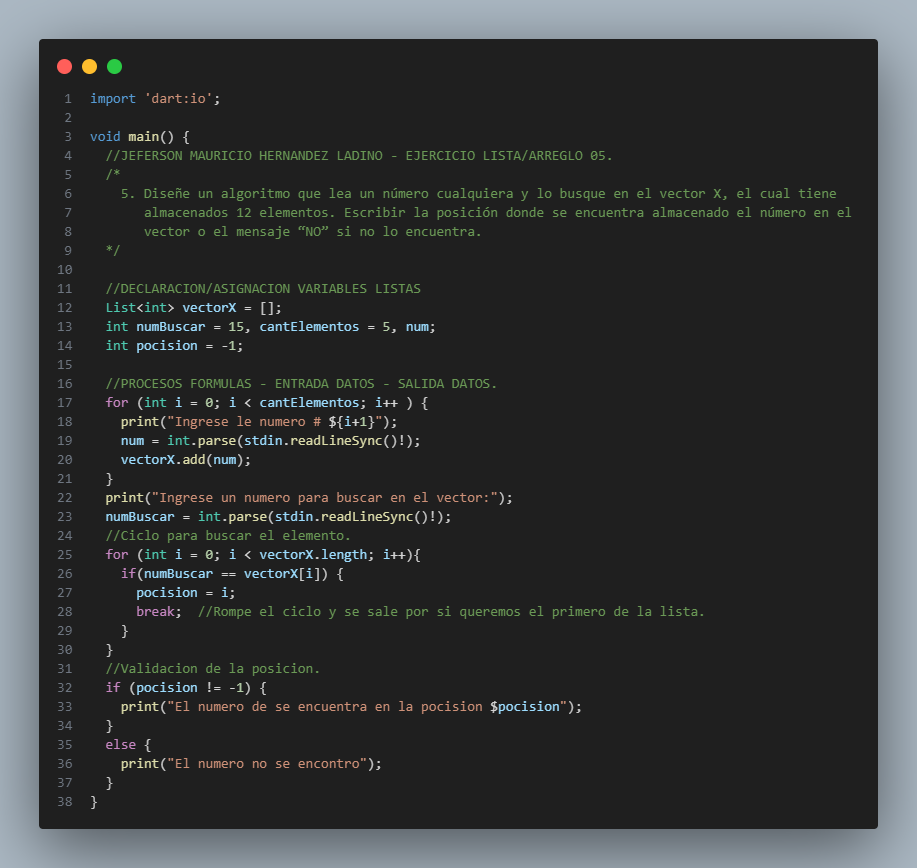 1 import 'dart:io';
2
3 void main() {
4 //JEFERSON MAURICIO HERNANDEZ LADINO - EJERCICIO LISTA/ARREGLO 05.
5 /*
6 5. Diseñe un algoritmo que lea un número cualquiera y lo busque en el vector X, el cual tiene
7 almacenados 12 elementos. Escribir la posición donde se encuentra almacenado el número en el
8 vector o el mensaje “NO” si no lo encuentra.
9 */
10
11 //DECLARACION/ASIGNACION VARIABLES LISTAS
12 List<int> vectorX = [];
13 int numBuscar = 15, cantElementos = 5, num;
14 int pocision = -1;
15
16 //PROCESOS FORMULAS - ENTRADA DATOS - SALIDA DATOS.
17 for (int i = 0; i < cantElementos; i++ ) {
18 print("Ingrese le numero # ${i+1}");
19 num = int.parse(stdin.readLineSync()!);
20 vectorX.add(num);
21 }
22 print("Ingrese un numero para buscar en el vector:");
23 numBuscar = int.parse(stdin.readLineSync()!);
24 //Ciclo para buscar el elemento.
25 for (int i = 0; i < vectorX.length; i++){
26 if(numBuscar == vectorX[i]) {
27 pocision = i;
28 break; //Rompe el ciclo y se sale por si queremos el primero de la lista.
29 }
30 }
31 //Validacion de la posicion.
32 if (pocision != -1) {
33 print("El numero de se encuentra en la pocision $pocision");
34 }
35 else {
36 print("El numero no se encontro");
37 }
38 }